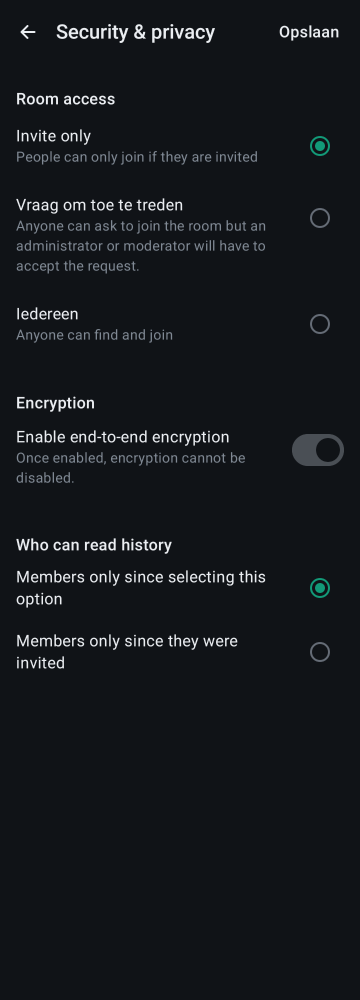 Security & privacy
Opslaan
Room access
Invite only
People can only join if they are invited
Vraag om toe te treden
Anyone can ask to join the room but an
administrator or moderator will have to
accept the request.
Iedereen
Anyone can find and join
Encryption
Enable end-to-end encryption
Once enabled, encryption cannot be
disabled.
Who can read history
Members only since selecting this
option
Members only since they were
invited